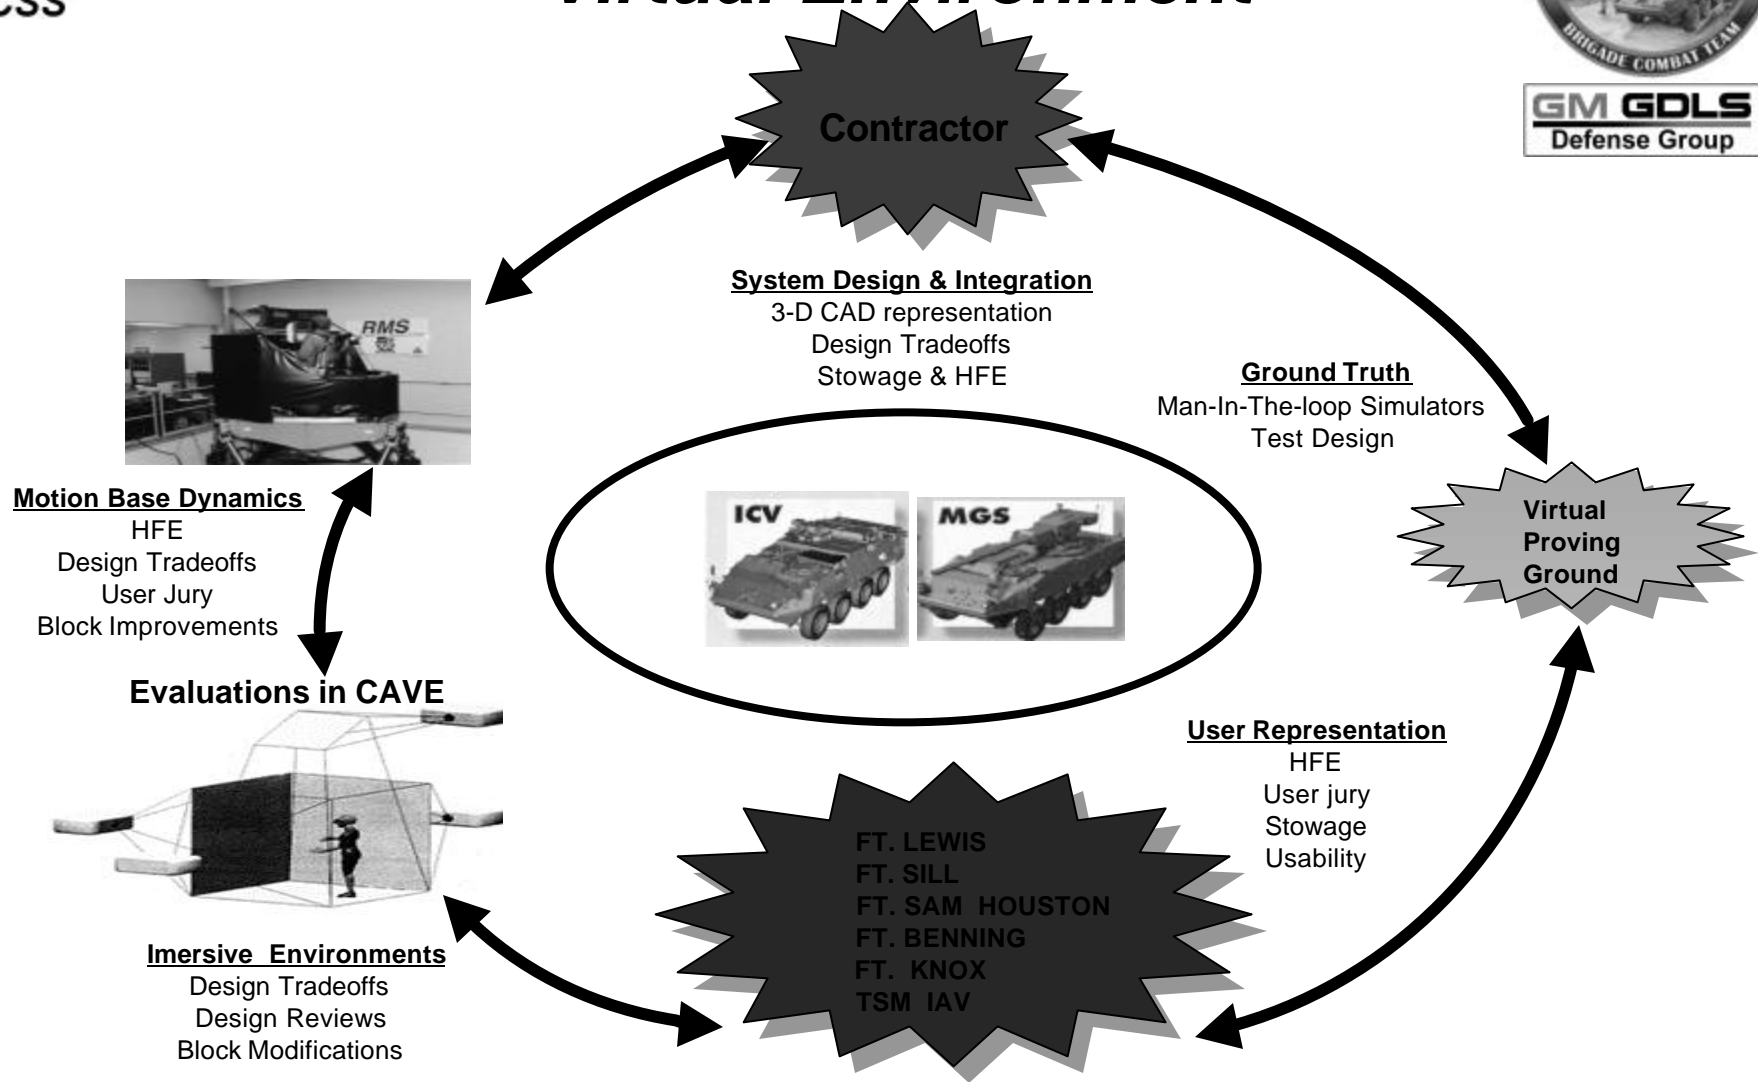 Virtual Environment
BRIGADE COMBAT TEAM
GM GDLS
Defense Group
Contractor
System Design & Integration
3-D CAD representation
Design Tradeoffs
Stowage & HFE
RMS
Ground Truth
Man-In-The-loop Simulators
Test Design
Motion Base Dynamics
HFE
Design Tradeoffs
User Jury
Block Improvements
ICV
MGS
Virtual
Proving
Ground
Evaluations in CAVE
User Representation
HFE
User jury
Stowage
Usability
FT. LEWIS
FT. SILL
FT. SAM HOUSTON
FT. BENNING
FT. KNOX
TSM IAV
Imersive Environments
Design Tradeoffs
Design Reviews
Block Modifications